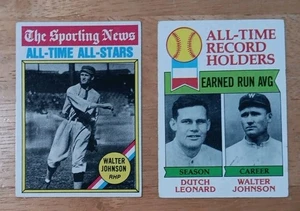 The Sporting News
ALL-TIME ALL-STARS
WALTER
JOHNSON
RHP
ALL-TIME
RECORD
HOLDERS
EARNED RUN AVG
SEASON
DUTCH
LEONARD
CAREER
WALTER
JOHNSON